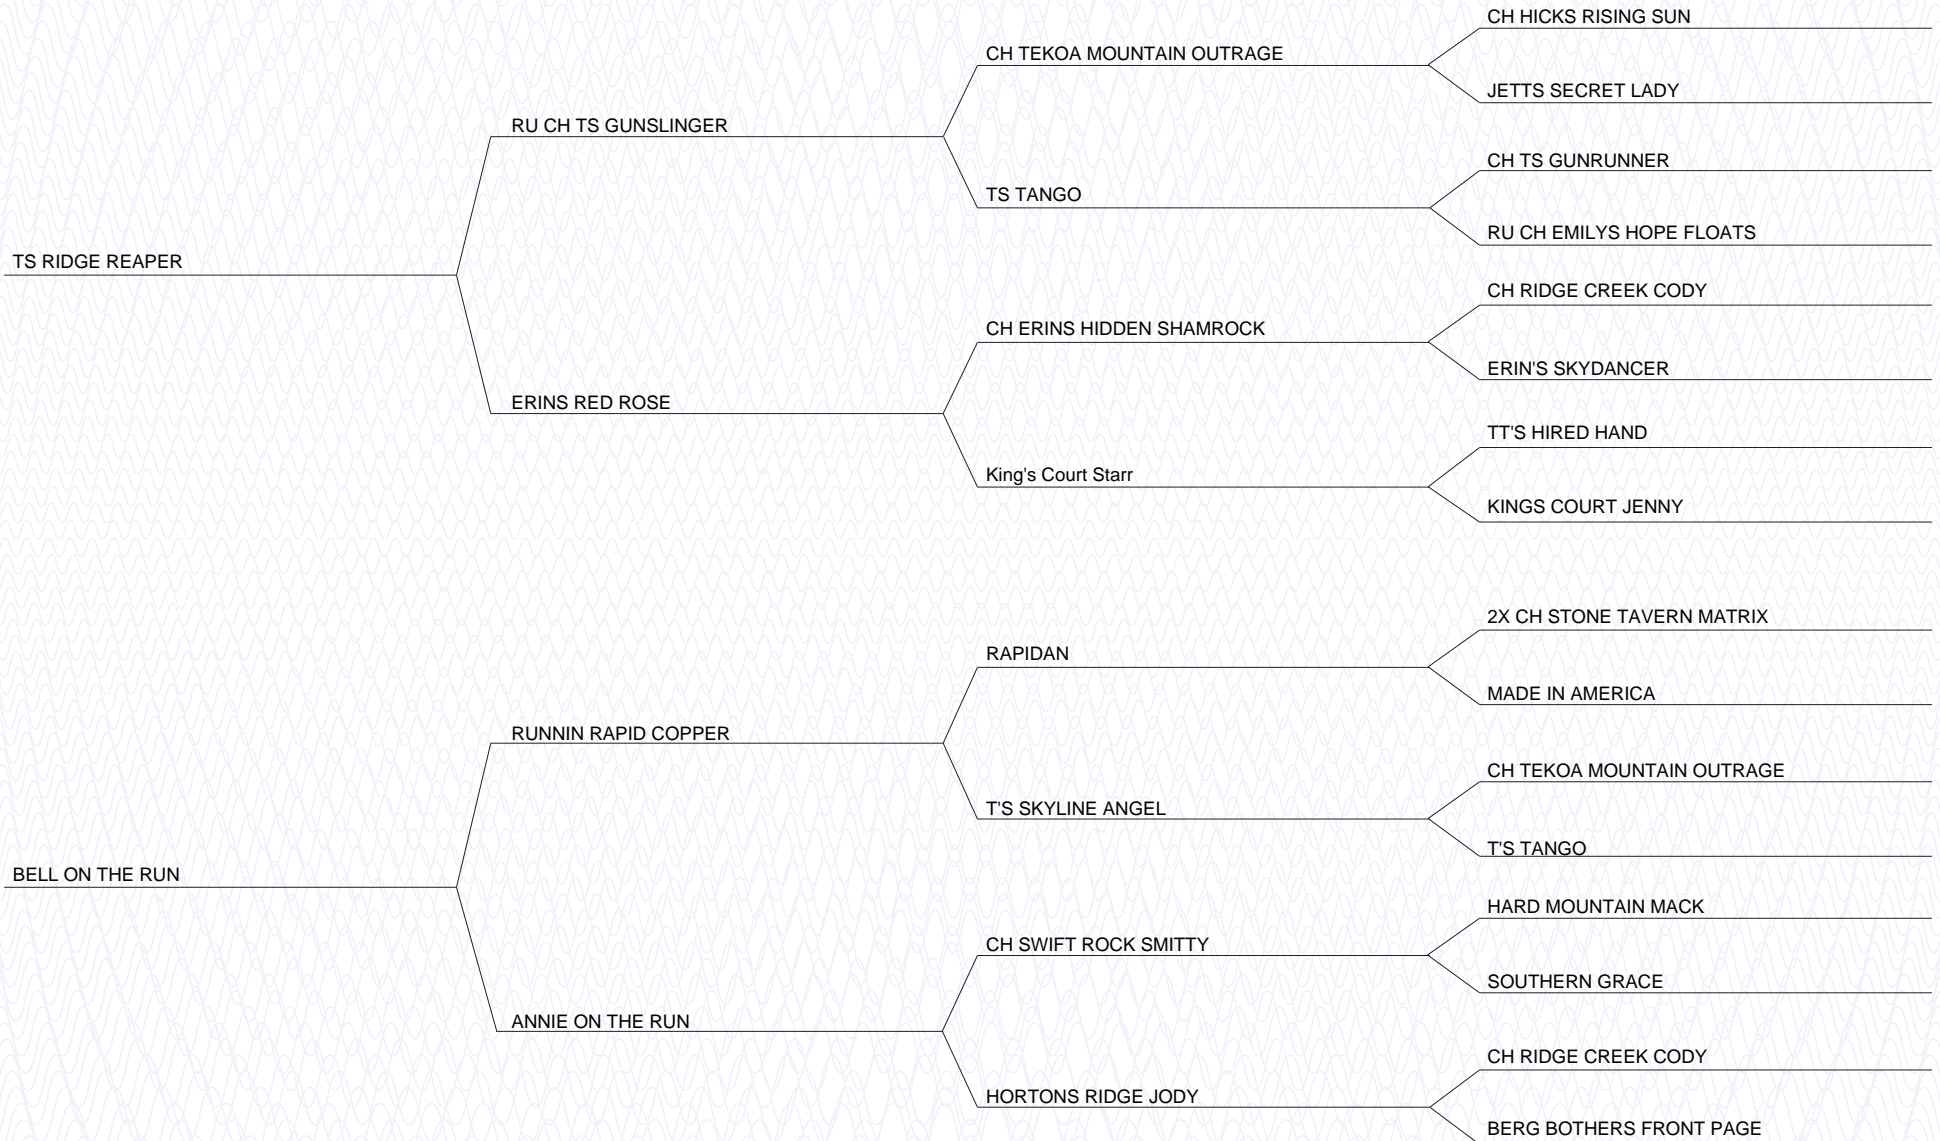 CH HICKS RISING SUN
CH TEKOA MOUNTAIN OUTRAGE
JETTS SECRET LADY
RU CH TS GUNSLINGER
CH TS GUNRUNNER
TS TANGO
RU CH EMILYS HOPE FLOATS
TS RIDGE REAPER
CH RIDGE CREEK CODY
CH ERINS HIDDEN SHAMROCK
ERIN'S SKYDANCER
ERINS RED ROSE
TT'S HIRED HAND
King's Court Starr
KINGS COURT JENNY
2X CH STONE TAVERN MATRIX
RAPIDAN
MADE IN AMERICA
RUNNIN RAPID COPPER
CH TEKOA MOUNTAIN OUTRAGE
T'S SKYLINE ANGEL
T'S TANGO
BELL ON THE RUN
HARD MOUNTAIN MACK
CH SWIFT ROCK SMITTY
SOUTHERN GRACE
ANNIE ON THE RUN
CH RIDGE CREEK CODY
HORTONS RIDGE JODY
BERG BOTHERS FRONT PAGE